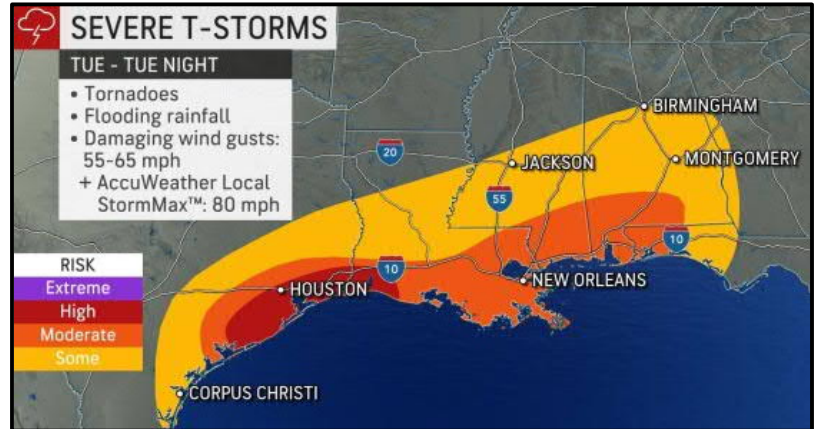 SEVERE T-STORMS
TUE - TUE NIGHT
• Tornadoes
• Flooding rainfall
• Damaging wind gusts:
55-65 mph
+ AccuWeather Local
StormMax™: 80 mph
RISK
Extreme
High
Moderate
Some
BIRMINGHAM
20
JACKSON
MONTGOMERY
55
10
10
HOUSTON
NEW ORLEANS
CORPUS CHRISTI